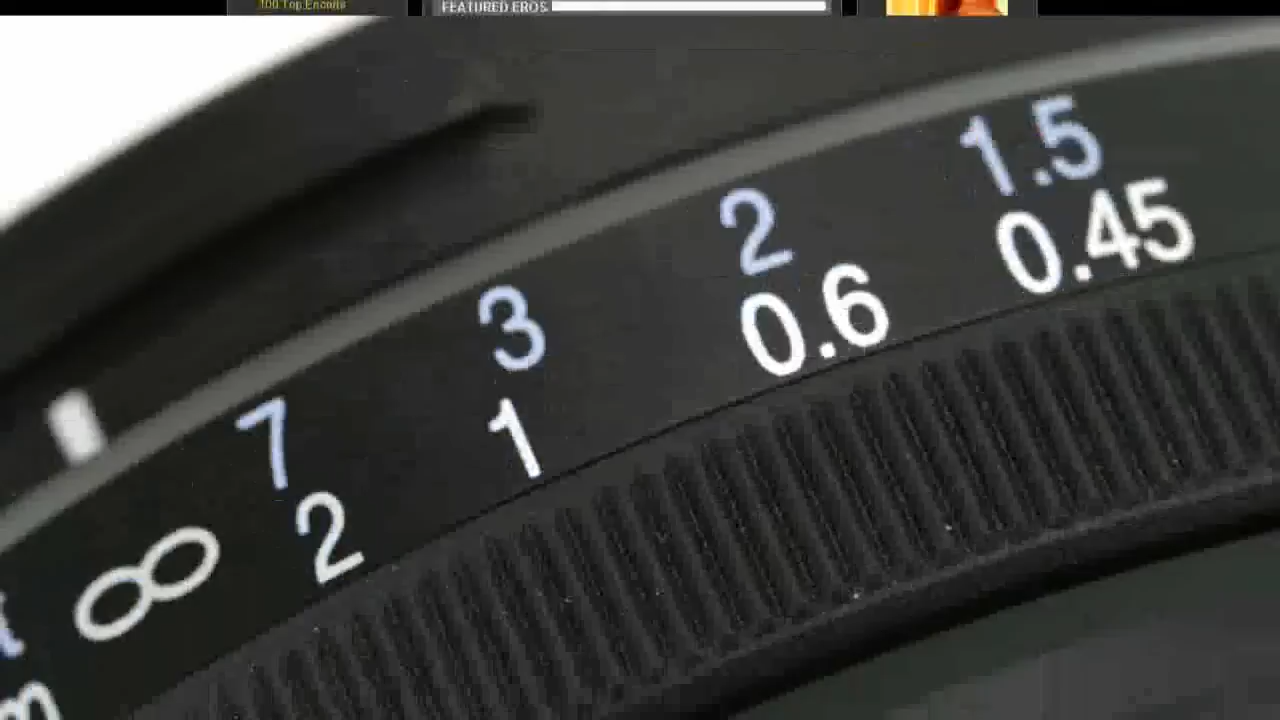 100 Top Escorts
FEATURED EROS
7 3 2 1.5
∞ 2 1 0.6 0.45
m